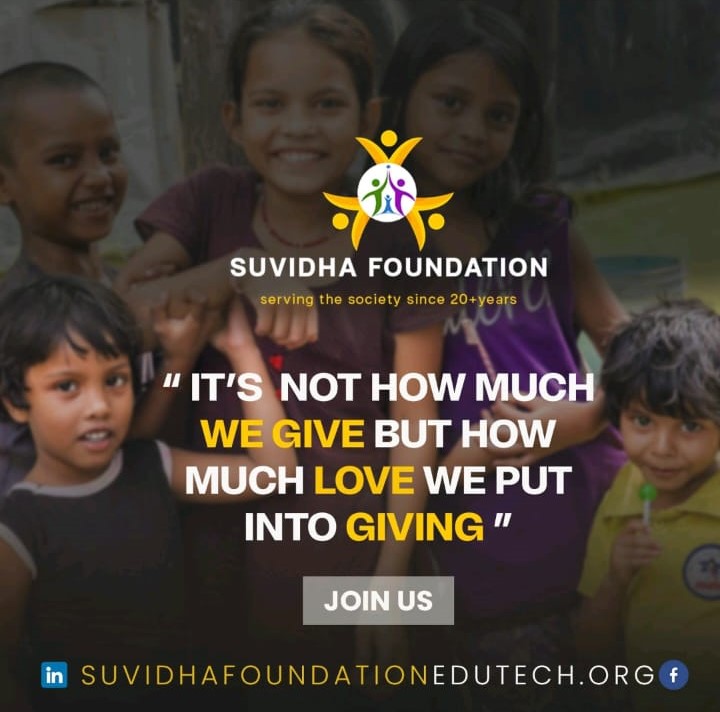 SUVIDHA FOUNDATION
serving the society since 20+years
“ IT’S NOT HOW MUCH
WE GIVE BUT HOW
MUCH LOVE WE PUT
INTO GIVING ”
JOIN US
in SUVIDHAFOUNDATIONEDUTECH.ORG f